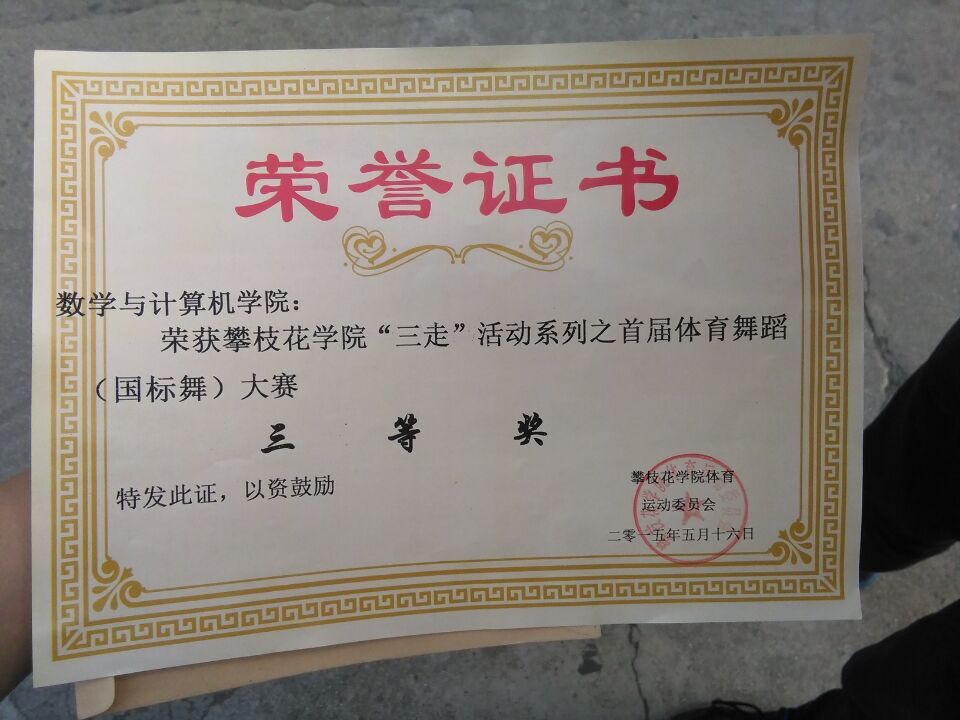 荣誉证书
数学与计算机学院：
荣获攀枝花学院“三走”活动系列之首届体育舞蹈
（国标舞）大赛
三 等 奖
特发此证，以资鼓励
攀枝花学院体育
运动委员会
二零一五年五月十六日